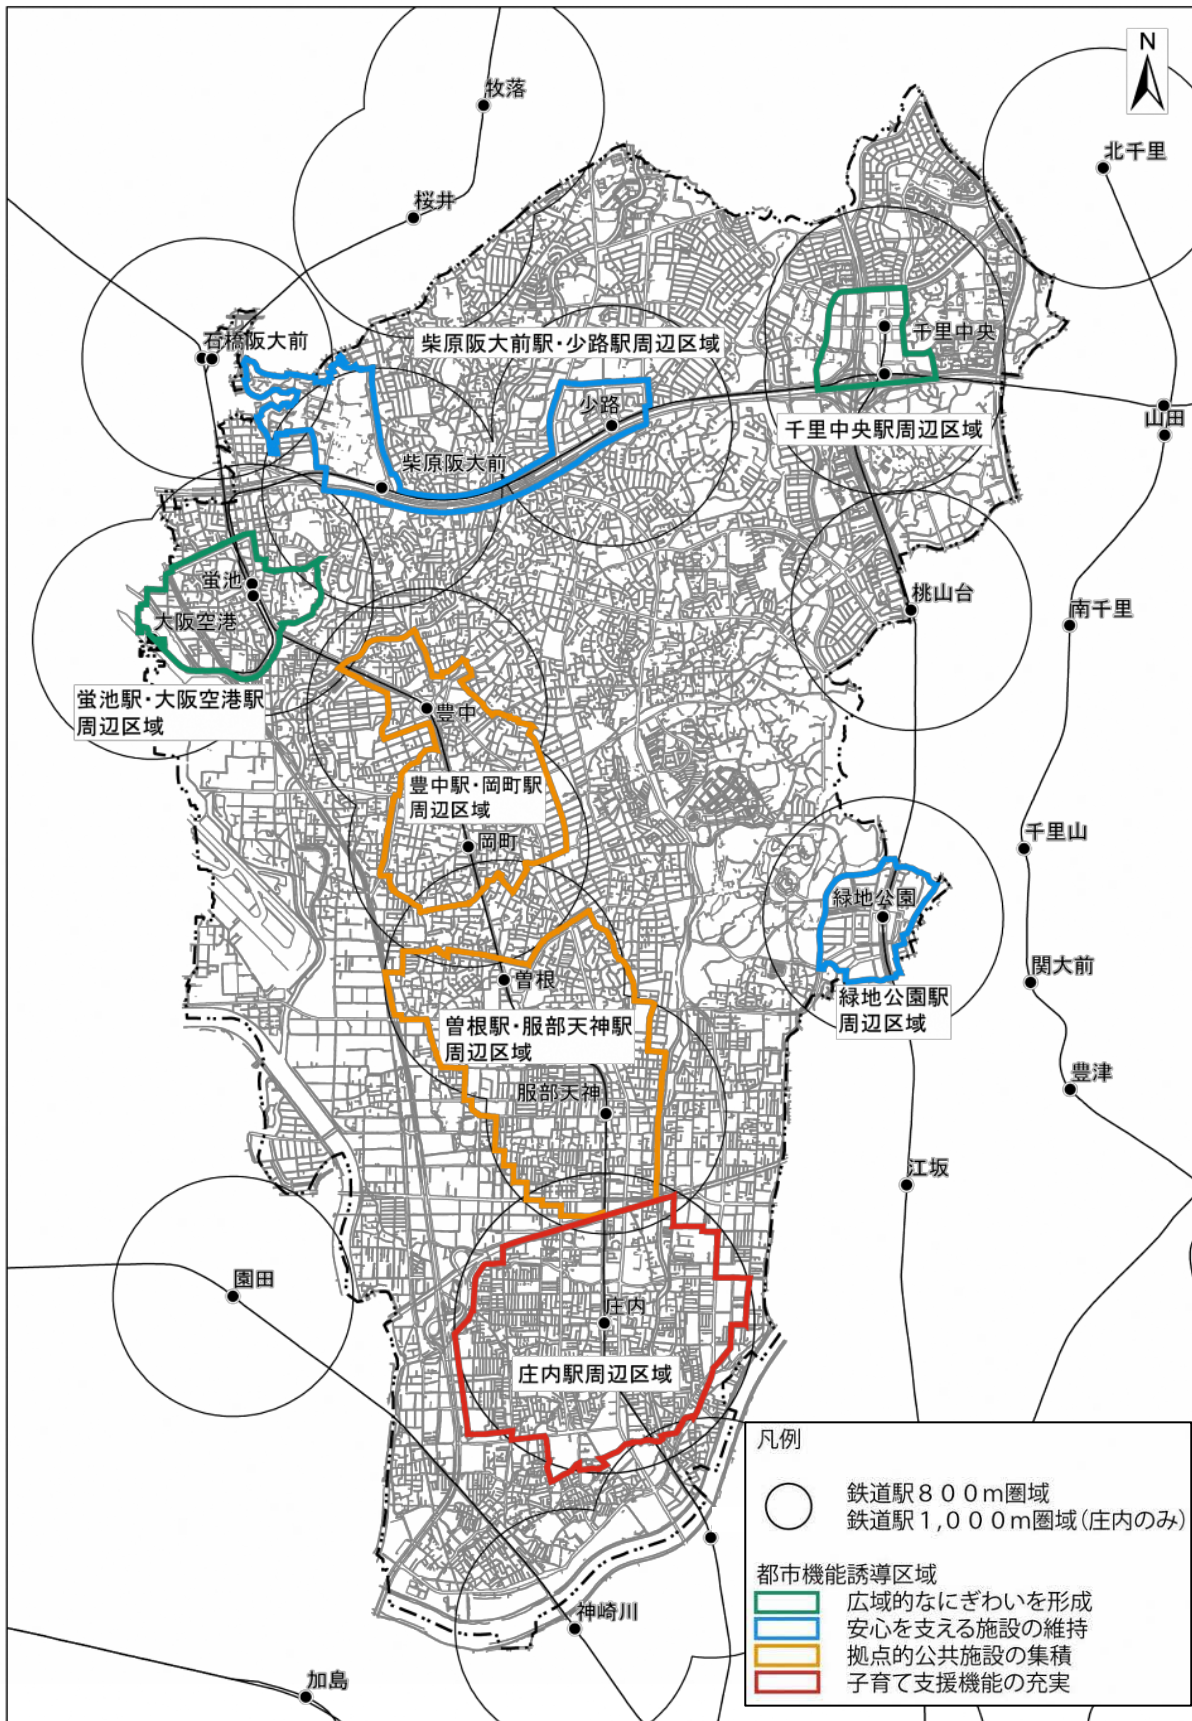 N
牧落
北千里
桜井
千里中央
石橋阪大前
柴原阪大前駅・少路駅周辺区域
少路
山田
千里中央駅周辺区域
柴原阪大前
蛍池
桃山台
大阪空港
南千里
蛍池駅・大阪空港駅
周辺区域
豊中
豊中駅・岡町駅
周辺区域
岡町
千里山
緑地公園
関大前
曽根
緑地公園駅
周辺区域
曽根駅・服部天神駅
周辺区域
豊津
服部天神
江坂
園田
庄内
庄内駅周辺区域
神崎川
加島
凡例
鉄道駅８００ｍ圏域
鉄道駅１,０００ｍ圏域(庄内のみ)
都市機能誘導区域
広域的なにぎわいを形成
安心を支える施設の維持
拠点的公共施設の集積
子育て支援機能の充実